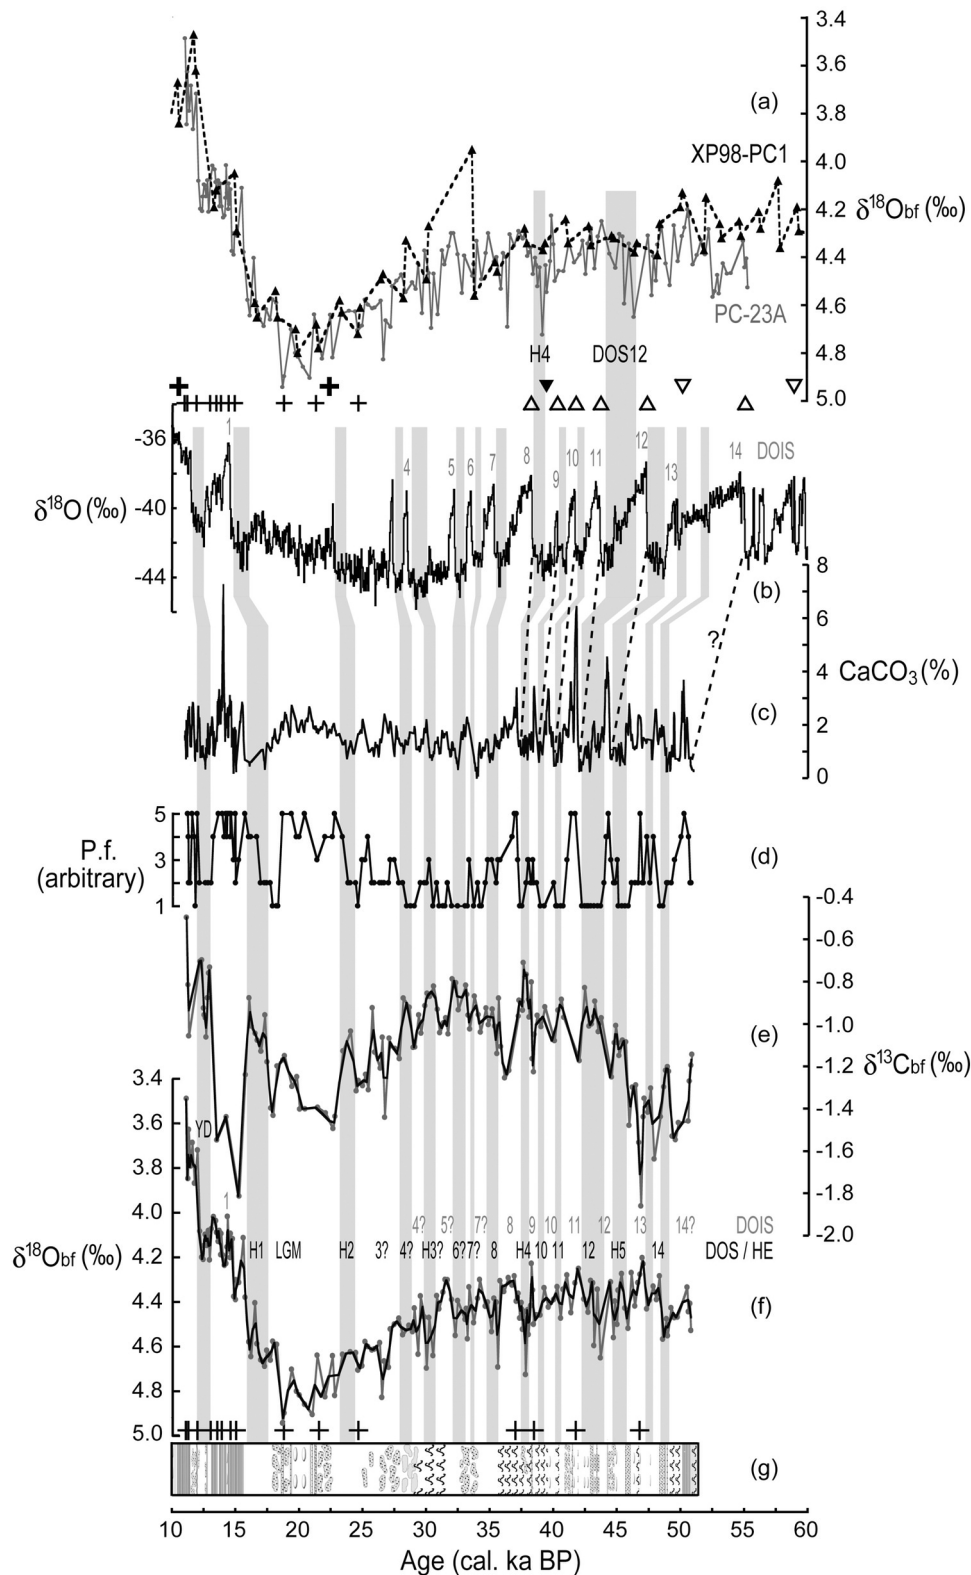 3.4
3.6
(a)
3.8
XP98-PC1
4.0
4.2
δ18Obf (‰)
4.4
4.6
PC-23A
4.8
H4 DOS12
5.0
-36
1 4 5 6 7 8 9 10 11 12 13 14 DOIS
δ18O (‰)
-40
-44
8
(b)
6
?
4
CaCO3 (%)
(c)
2
0
5
P.f.
(arbitrary)
3
(d)
1
-0.4
-0.6
-0.8
-1.0
(e)
δ13Cbf (‰)
-1.2
-1.4
-1.6
-1.8
-2.0
3.4
3.6
YD
3.8
4.0
1 4? 5? 7? 8 9 10 11 12 13 14? DOIS
δ18Obf (‰)
4.2
H1 LGM H2 3? 4? H3? 6? 7? 8 H4 10 11 12 H5 14 DOS / HE
4.4
(f)
4.6
4.8
5.0
(g)
10 15 20 25 30 35 40 45 50 55 60
Age (cal. ka BP)